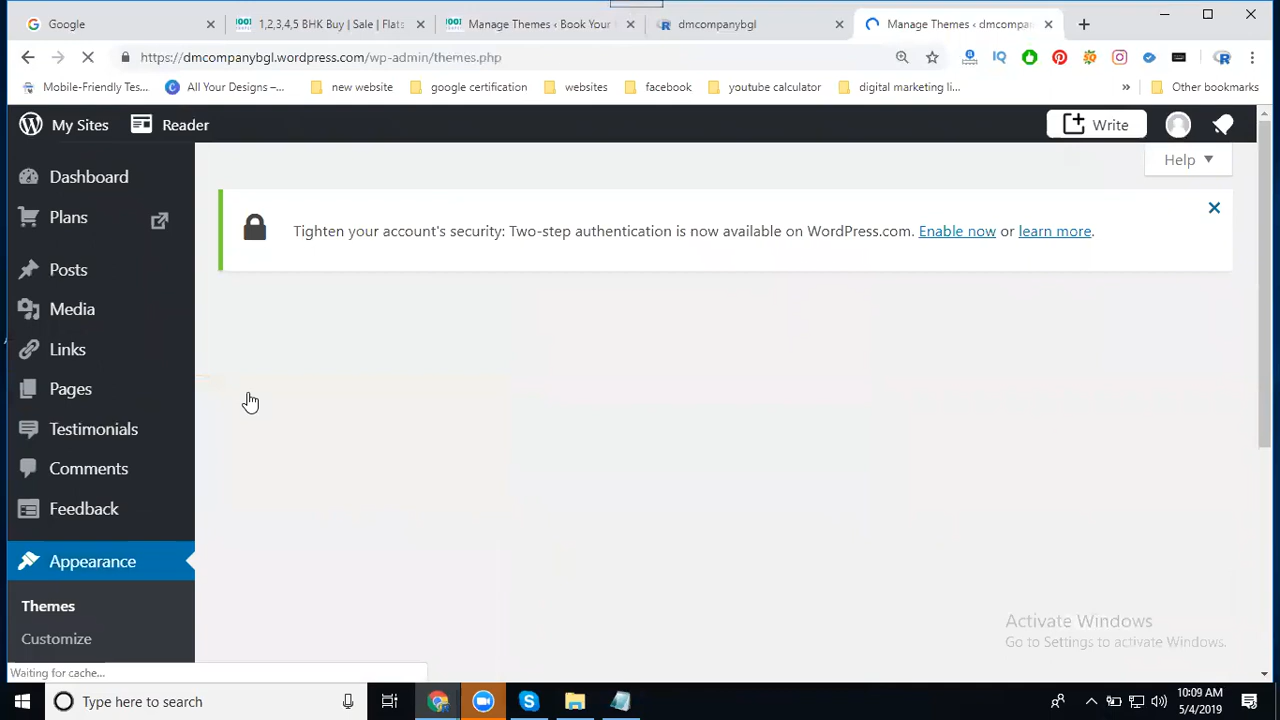 Google
1,2,3,4,5 BHK Buy | Sale | Flats
Manage Themes ‹ Book Your
dmcompanybgl
Manage Themes ‹ dmcompan
https://dmcompanybgl.wordpress.com/wp-admin/themes.php
Mobile-Friendly Tes...
All Your Designs –...
new website
google certification
websites
facebook
youtube calculator
digital marketing li...
Other bookmarks
My Sites
Reader
Write
Help
Dashboard
Plans
Posts
Media
Links
Pages
Testimonials
Comments
Feedback
Appearance
Themes
Customize
Tighten your account's security: Two-step authentication is now available on WordPress.com. Enable now or learn more.
Activate Windows
Go to Settings to activate Windows.
Waiting for cache...
Type here to search
10:09 AM
5/4/2019